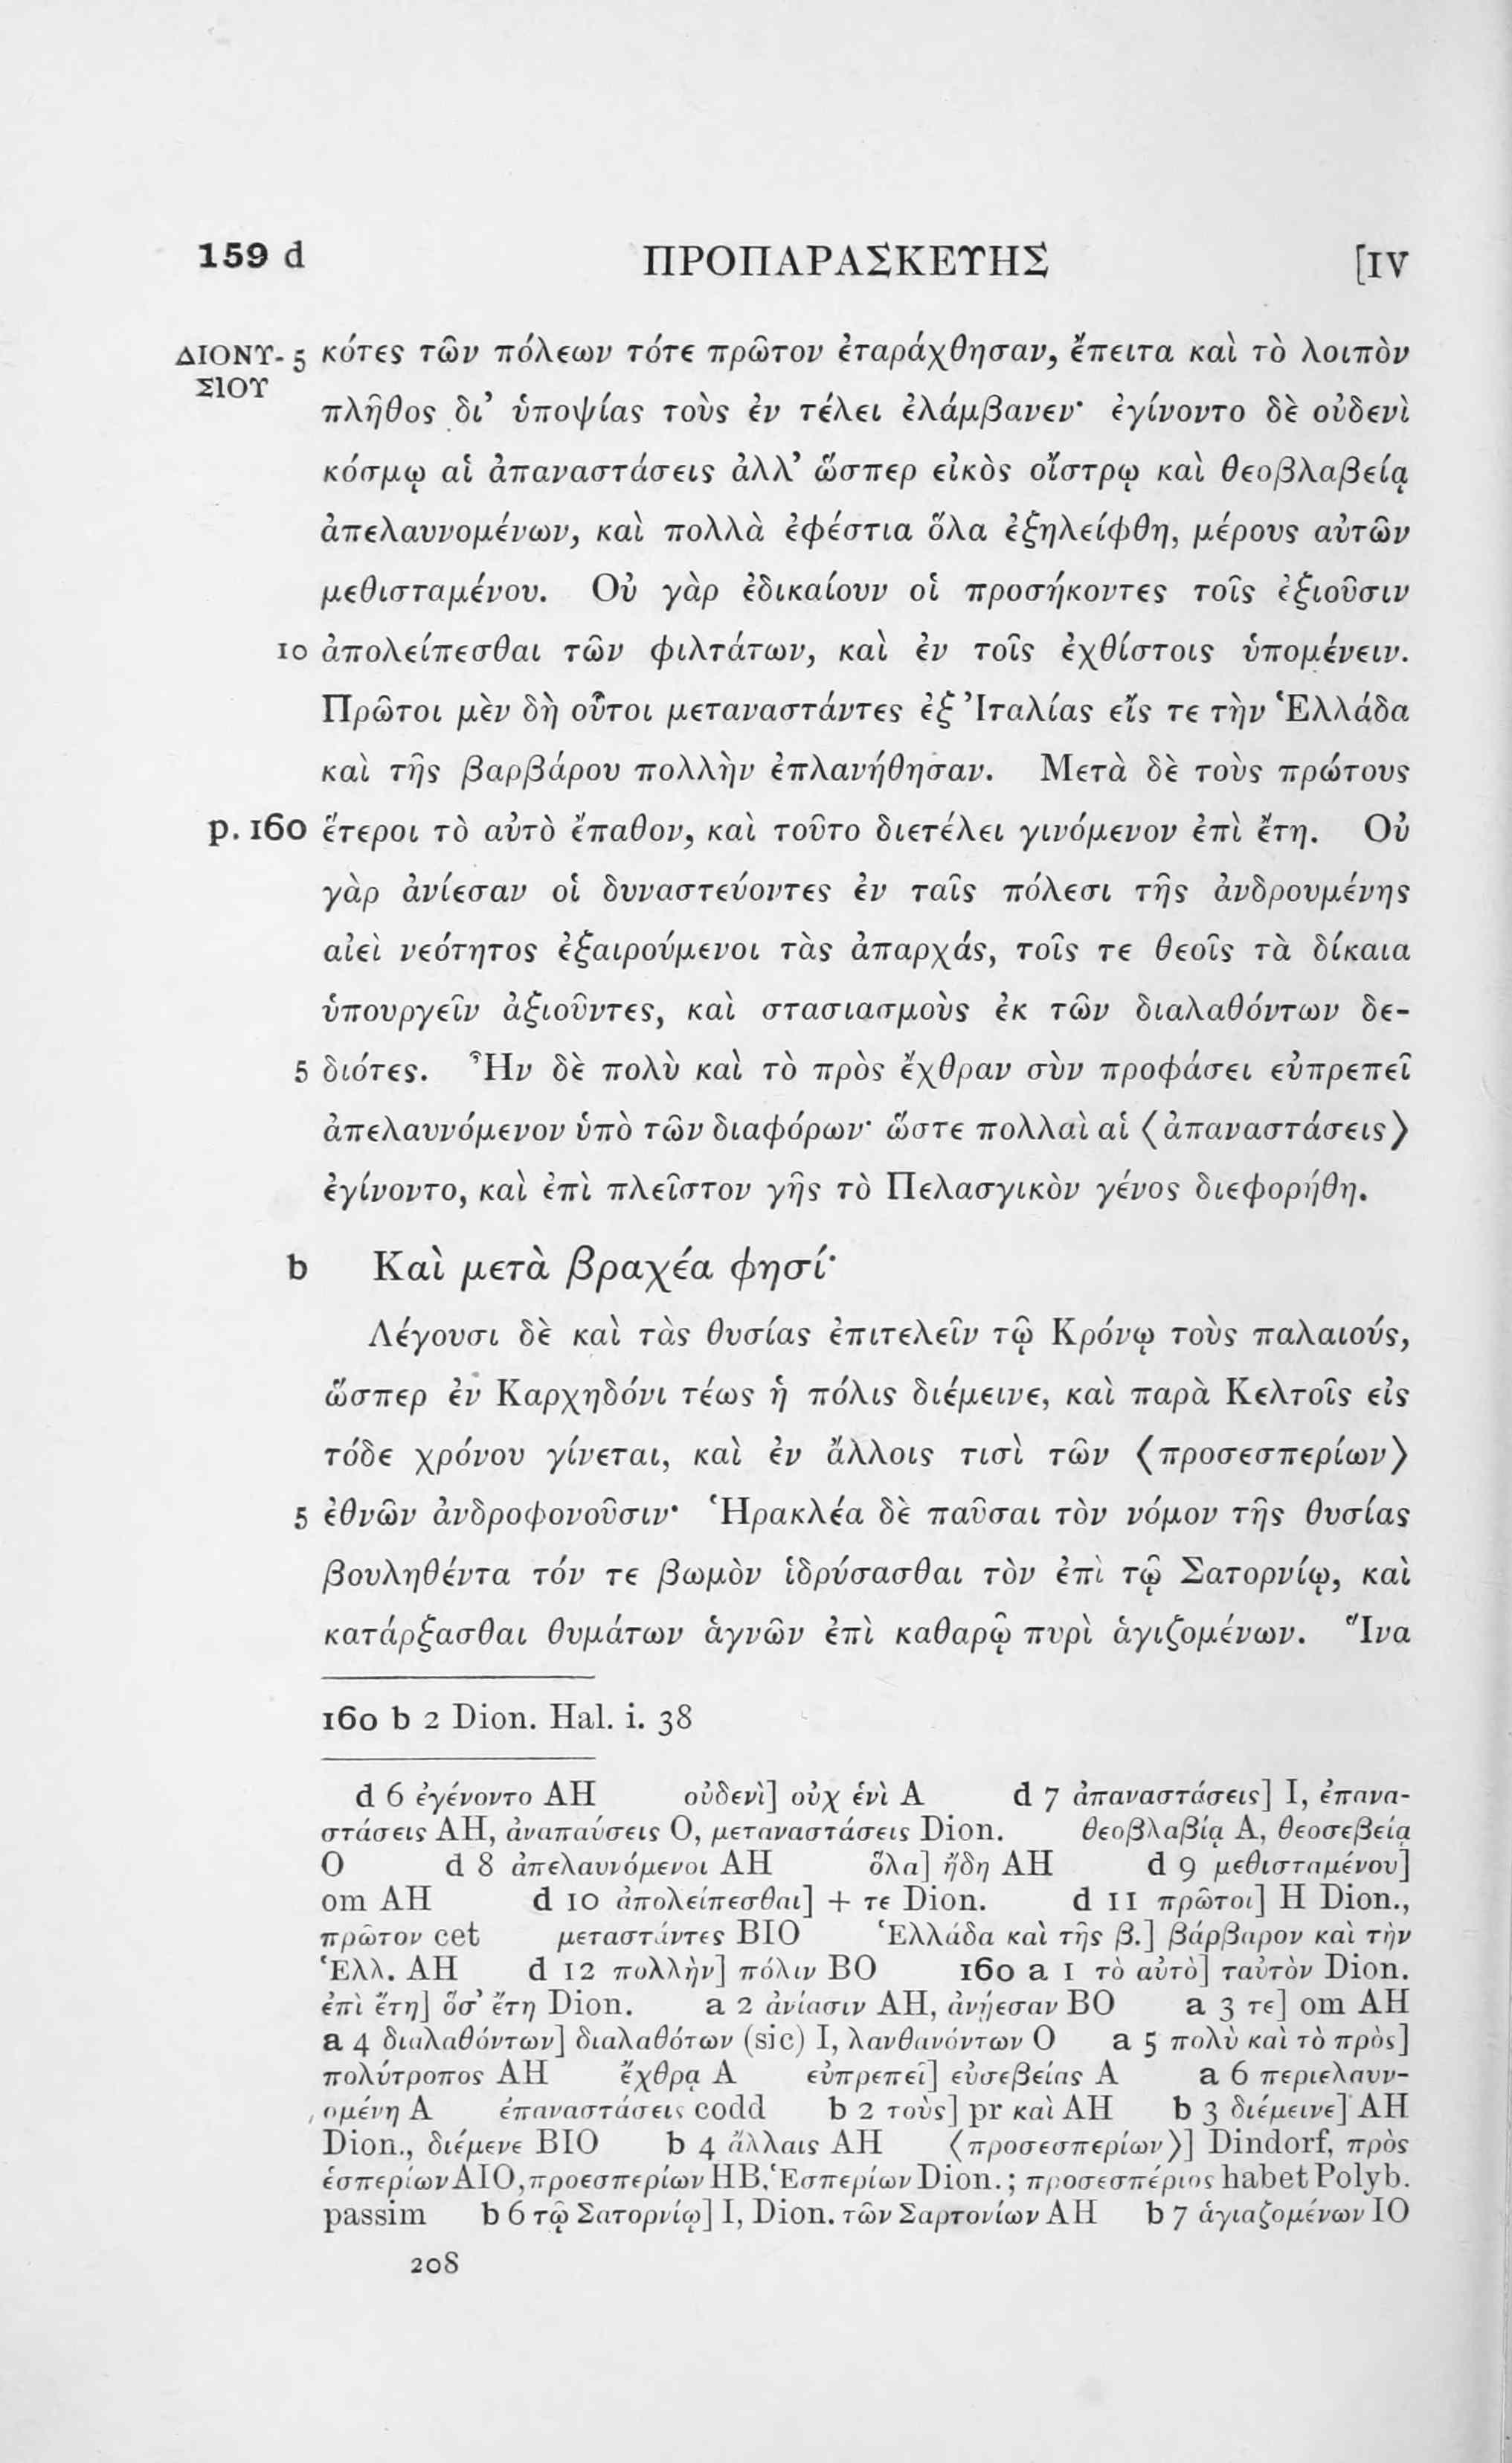 159 d ΠΡΟΠΑΡΑΣΚΕΥΗΣ [IV
ΔΙΟΝΥ- 5 κότες τῶν πόλεων τότε πρῶτον ἐταράχθησαν, ἔπειτα καὶ τὸ λοιπὸν
ΣΙΟΥ
πλῆθος δι’ ὑποψίας τοὺς ἐν τέλει ἐλάμβανεν· ἐγίνοντο δὲ οὐδενὶ
κόσμῳ αἱ ἀπαναστάσεις ἀλλ’ ὥσπερ εἰκὸς οἴστρῳ καὶ θεοβλαβείᾳ
ἀπελαυνομένων, καὶ πολλὰ ἐφέστια ὅλα ἐξηλείφθη, μέρους αὐτῶν
μεθισταμένου. Οὐ γὰρ ἐδικαίουν οἱ προσήκοντες τοῖς ἐξιοῦσιν
10 ἀπολείπεσθαι τῶν φιλτάτων, καὶ ἐν τοῖς ἐχθίστοις ὑπομένειν.
Πρῶτοι μὲν δὴ οὗτοι μεταναστάντες ἐξ Ἰταλίας εἴς τε τὴν Ἑλλάδα
καὶ τῆς βαρβάρου πολλὴν ἐπλανήθησαν. Μετὰ δὲ τοὺς πρώτους
p. 160 ἕτεροι τὸ αὐτὸ ἔπαθον, καὶ τοῦτο διετέλει γινόμενον ἐπὶ ἔτη. Οὐ
γὰρ ἀνίεσαν οἱ δυναστεύοντες ἐν ταῖς πόλεσι τῆς ἀνδρουμένης
αἰεὶ νεότητος ἐξαιρούμενοι τὰς ἀπαρχάς, τοῖς τε θεοῖς τὰ δίκαια
ὑπουργεῖν ἀξιοῦντες, καὶ στασιασμοὺς ἐκ τῶν διαλαθόντων δε-
5 διότες. Ἦν δὲ πολὺ καὶ τὸ πρὸς ἔχθραν σὺν προφάσει εὐπρεπεῖ
ἀπελαυνόμενον ὑπὸ τῶν διαφόρων· ὥστε πολλαὶ αἱ ⟨ἀπαναστάσεις⟩
ἐγίνοντο, καὶ ἐπὶ πλεῖστον γῆς τὸ Πελασγικὸν γένος διεφορήθη.
b Καὶ μετὰ βραχέα φησί·
Λέγουσι δὲ καὶ τὰς θυσίας ἐπιτελεῖν τῷ Κρόνῳ τοὺς παλαιούς,
ὥσπερ ἐν Καρχηδόνι τέως ἡ πόλις διέμεινε, καὶ παρὰ Κελτοῖς εἰς
τόδε χρόνου γίνεται, καὶ ἐν ἄλλοις τισὶ τῶν ⟨προσεσπερίων⟩
5 ἐθνῶν ἀνδροφονοῦσιν· Ἡρακλέα δὲ παῦσαι τὸν νόμον τῆς θυσίας
βουληθέντα τόν τε βωμὸν ἱδρύσασθαι τὸν ἐπὶ τῷ Σατορνίῳ, καὶ
κατάρξασθαι θυμάτων ἁγνῶν ἐπὶ καθαρῷ πυρὶ ἁγιζομένων. Ἵνα
160 b 2 Dion. Hal. i. 38
d 6 ἐγένοντο AH οὐδενὶ] οὐχ ἑνὶ A d 7 ἀπαναστάσεις] I, ἐπανα-
στάσεις AH, ἀναπαύσεις O, μεταναστάσεις Dion. θεοβλαβίᾳ A, θεοσεβείᾳ
O d 8 ἀπελαυνόμενοι AH ὅλα] ἤδη AH d 9 μεθισταμένου]
om AH d 10 ἀπολείπεσθαι] + τε Dion. d 11 πρῶτοι] H Dion.,
πρῶτον cet μεταστάντες BIO Ἑλλάδα καὶ τῆς β.] βάρβαρον καὶ τὴν
Ἑλλ. AH d 12 πολλὴν] πόλιν BO 160 a 1 τὸ αὐτὸ] ταὐτὸν Dion.
ἐπὶ ἔτη] ὅσ’ ἔτη Dion. a 2 ἀνίασιν AH, ἀνῄεσαν BO a 3 τε] om AH
a 4 διαλαθόντων] διαλαθότων (sic) I, λανθανόντων O a 5 πολὺ καὶ τὸ πρὸς]
πολύτροπος AH ἔχθρᾳ A εὐπρεπεῖ] εὐσεβείας A a 6 περιελαυν-
ομένη A ἐπαναστάσεις codd b 2 τοὺς] pr καὶ AH b 3 διέμεινε] AH
Dion., διέμενε BIO b 4 ἄλλαις AH ⟨προσεσπερίων⟩] Dindorf, πρὸς
ἑσπερίων AIO, προεσπερίων HB, Ἑσπερίων Dion.; προσεσπέριος habet Polyb.
passim b 6 τῷ Σατορνίῳ] I, Dion. τῶν Σαρτονίων AH b 7 ἁγιαζομένων IO
208